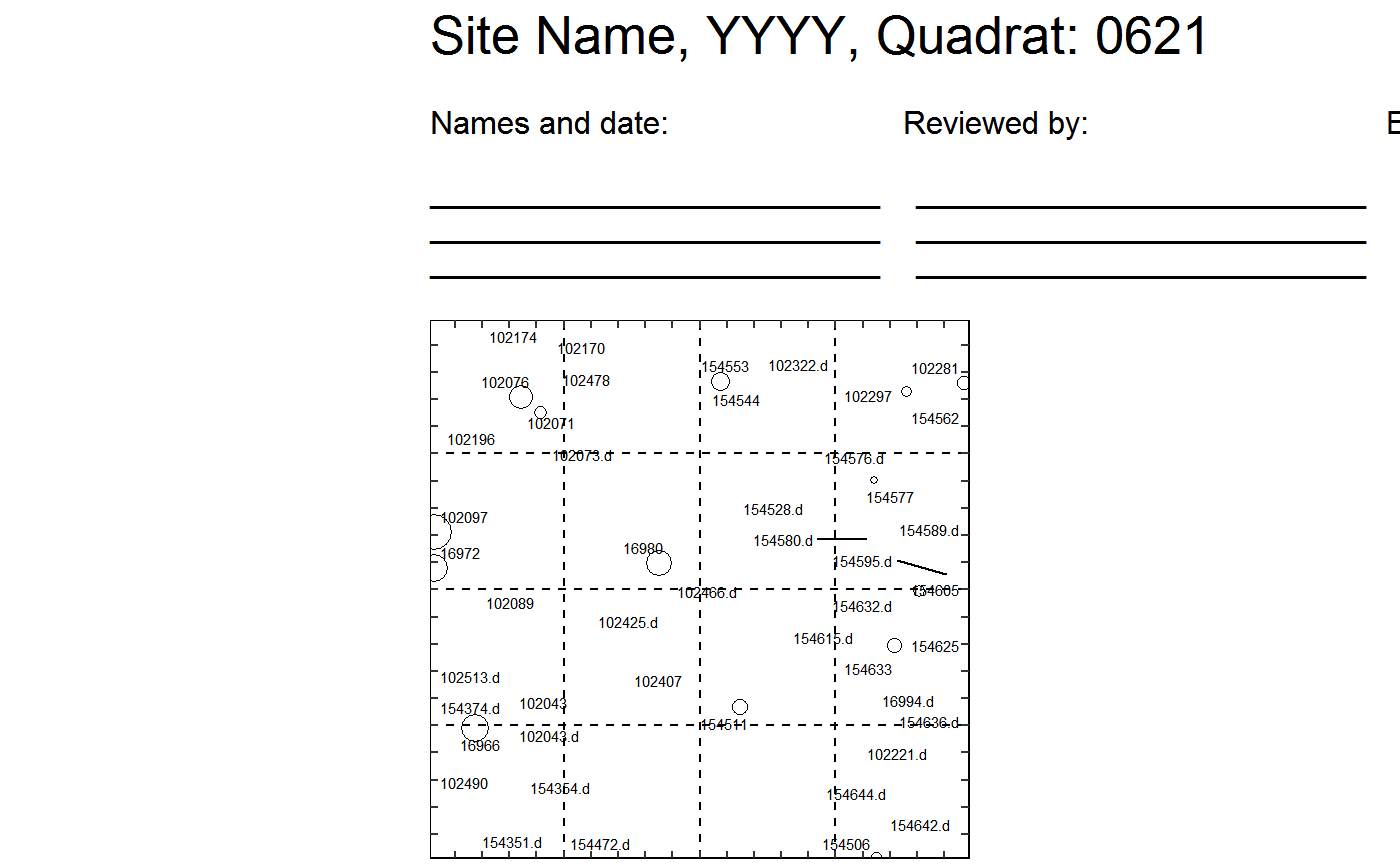 Site Name, YYYY, Quadrat: 0621
Names and date: Reviewed by: E
102174
102170
154553 102322.d 102281
102076 102478
102297
154544
102071 154562
102196
102073.d 154576.d
154577
154528.d
102097
154589.d
154580.d
16980
16972 154595.d
102466.d 154605
102089 154632.d
102425.d
154615.d 154625
154633
102513.d 102407
102043 16994.d
154374.d
154511 154636.d
102043.d
16966
102221.d
102490 154354.d
154644.d
154642.d
154351.d 154472.d 154506